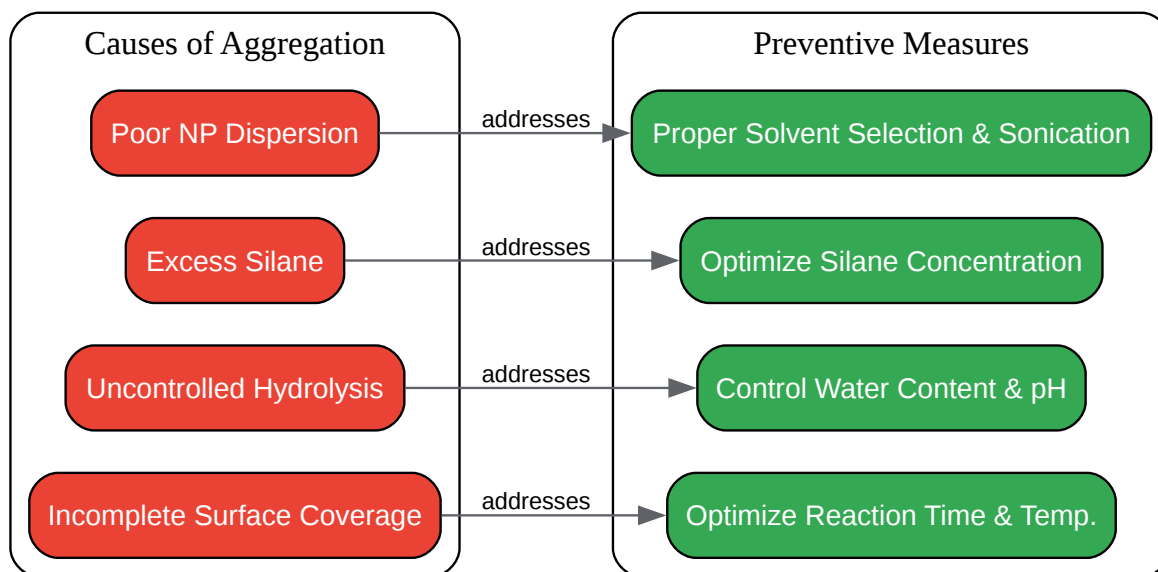 Causes of Aggregation
Preventive Measures
Poor NP Dispersion
addresses
Proper Solvent Selection & Sonication
Excess Silane
addresses
Optimize Silane Concentration
Uncontrolled Hydrolysis
addresses
Control Water Content & pH
Incomplete Surface Coverage
addresses
Optimize Reaction Time & Temp.